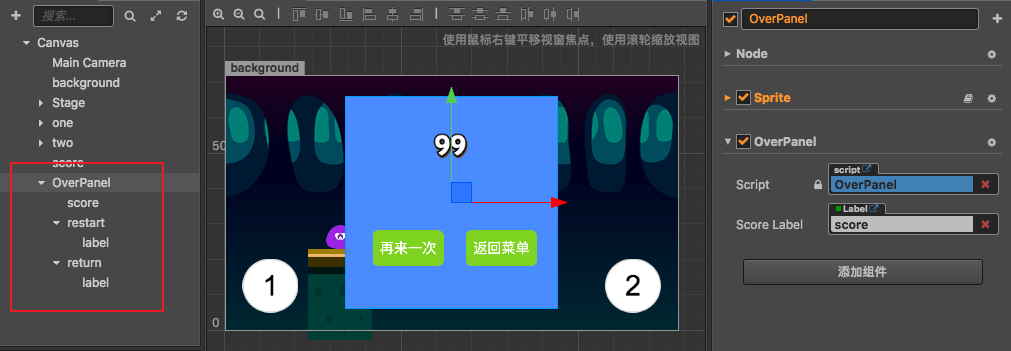 搜索...
Canvas
Main Camera
background
Stage
one
two
score
OverPanel
score
restart
label
return
label
使用鼠标右键平移视窗焦点，使用滚轮缩放视图
background
50
0
99
再来一次
返回菜单
1
2
OverPanel
Node
Sprite
OverPanel
Script
script
OverPanel
Score Label
Label
score
添加组件